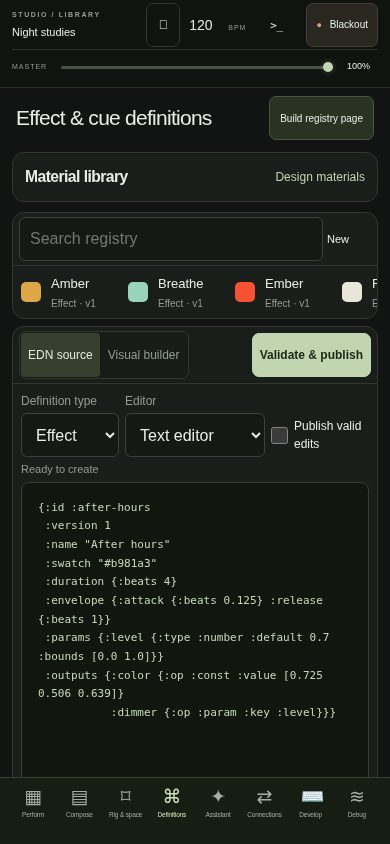 STUDIO / LIBRARY
Night studies
120 BPM >_ Blackout
MASTER 100%
Effect & cue definitions
Build registry page
Material library
Design materials
Search registry
New
Amber
Effect · v1
Breathe
Effect · v1
Ember
Effect · v1
EDN source
Visual builder
Validate & publish
Definition type
Editor
Effect
Text editor
Publish valid
edits
Ready to create
{:id :after-hours
:version 1
:name "After hours"
:swatch "#b981a3"
:duration {:beats 4}
:envelope {:attack {:beats 0.125} :release
{:beats 1}}
:params {:level {:type :number :default 0.7
:bounds [0.0 1.0]}}
:outputs {:color {:op :const :value [0.725
0.506 0.639]}
:dimmer {:op :param :key :level}}}
Perform
Compose
Rig & space
Definitions
Assistant
Connections
Develop
Debug